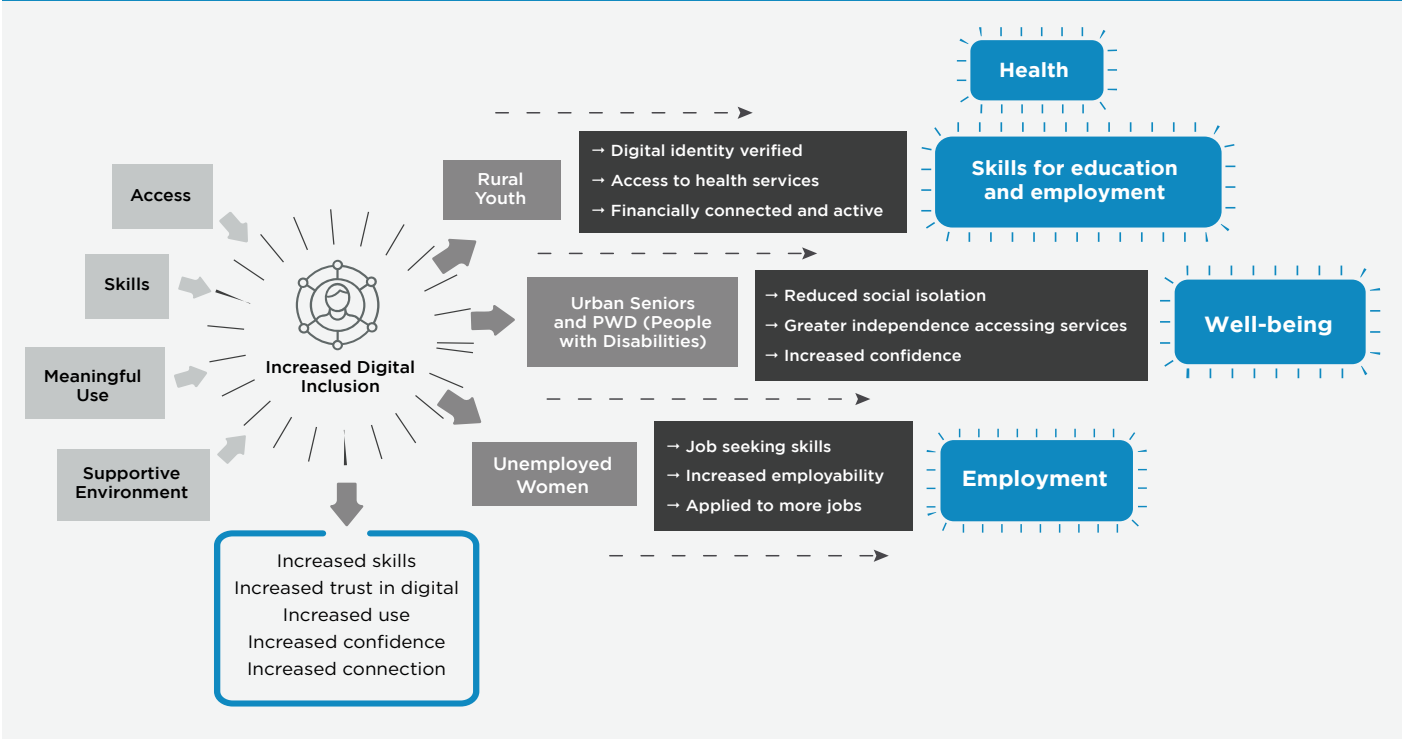 Access
Skills
Meaningful
Use
Supportive
Environment
Increased Digital
Inclusion
Increased skills
Increased trust in digital
Increased use
Increased confidence
Increased connection
Rural
Youth
→ Digital identity verified
→ Access to health services
→ Financially connected and active
Health
Skills for education
and employment
Urban Seniors
and PWD (People
with Disabilities)
→ Reduced social isolation
→ Greater independence accessing services
→ Increased confidence
Well-being
Unemployed
Women
→ Job seeking skills
→ Increased employability
→ Applied to more jobs
Employment